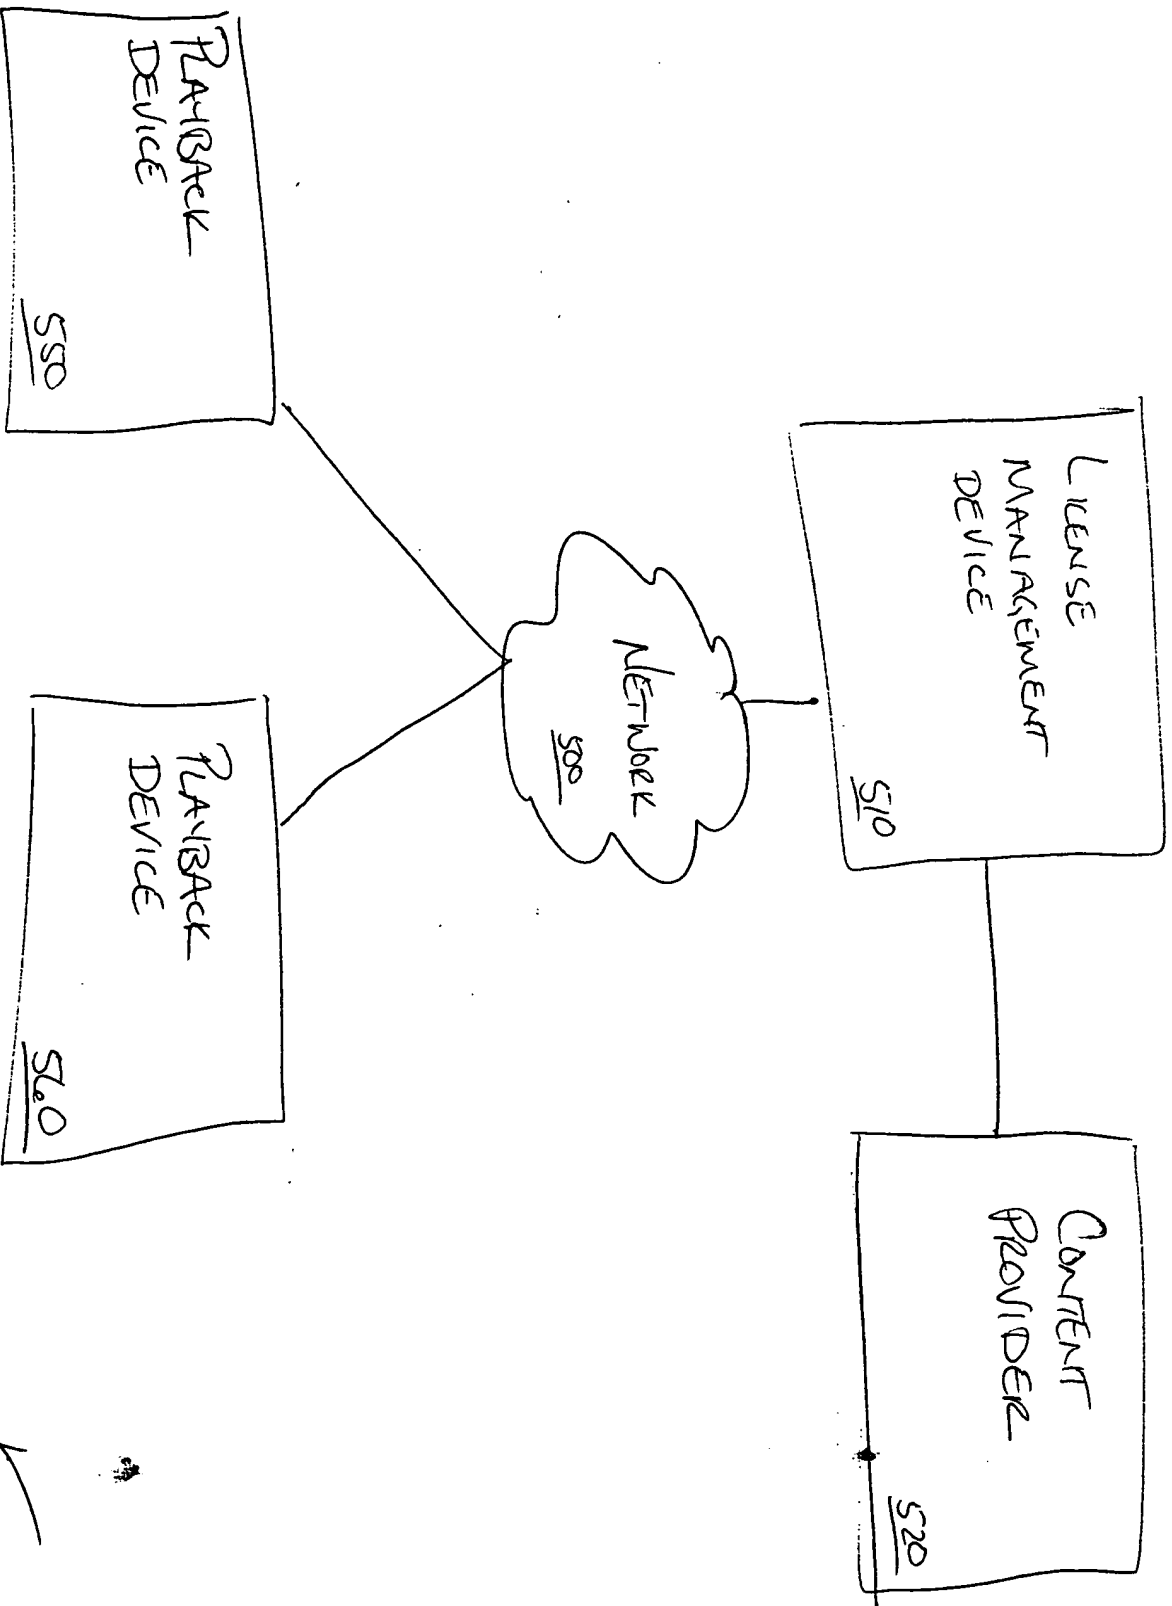 LICENSE
MANAGEMENT
DEVICE
510
CONTENT
PROVIDER
520
NETWORK
500
PLAYBACK
DEVICE
550
PLAYBACK
DEVICE
560